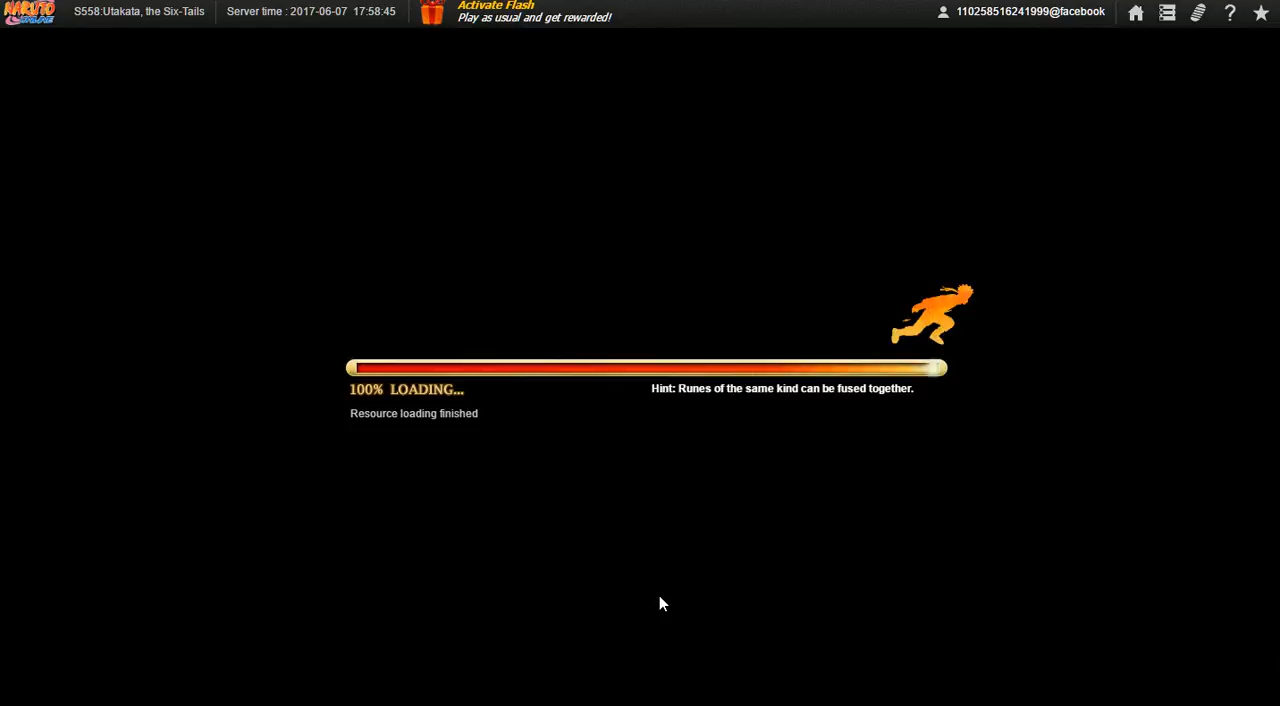 NARUTO
ONLINE
S558:Utakata, the Six-Tails
Server time : 2017-06-07 17:58:45
Activate Flash
Play as usual and get rewarded!
110258516241999@facebook
?
100% LOADING...
Hint: Runes of the same kind can be fused together.
Resource loading finished